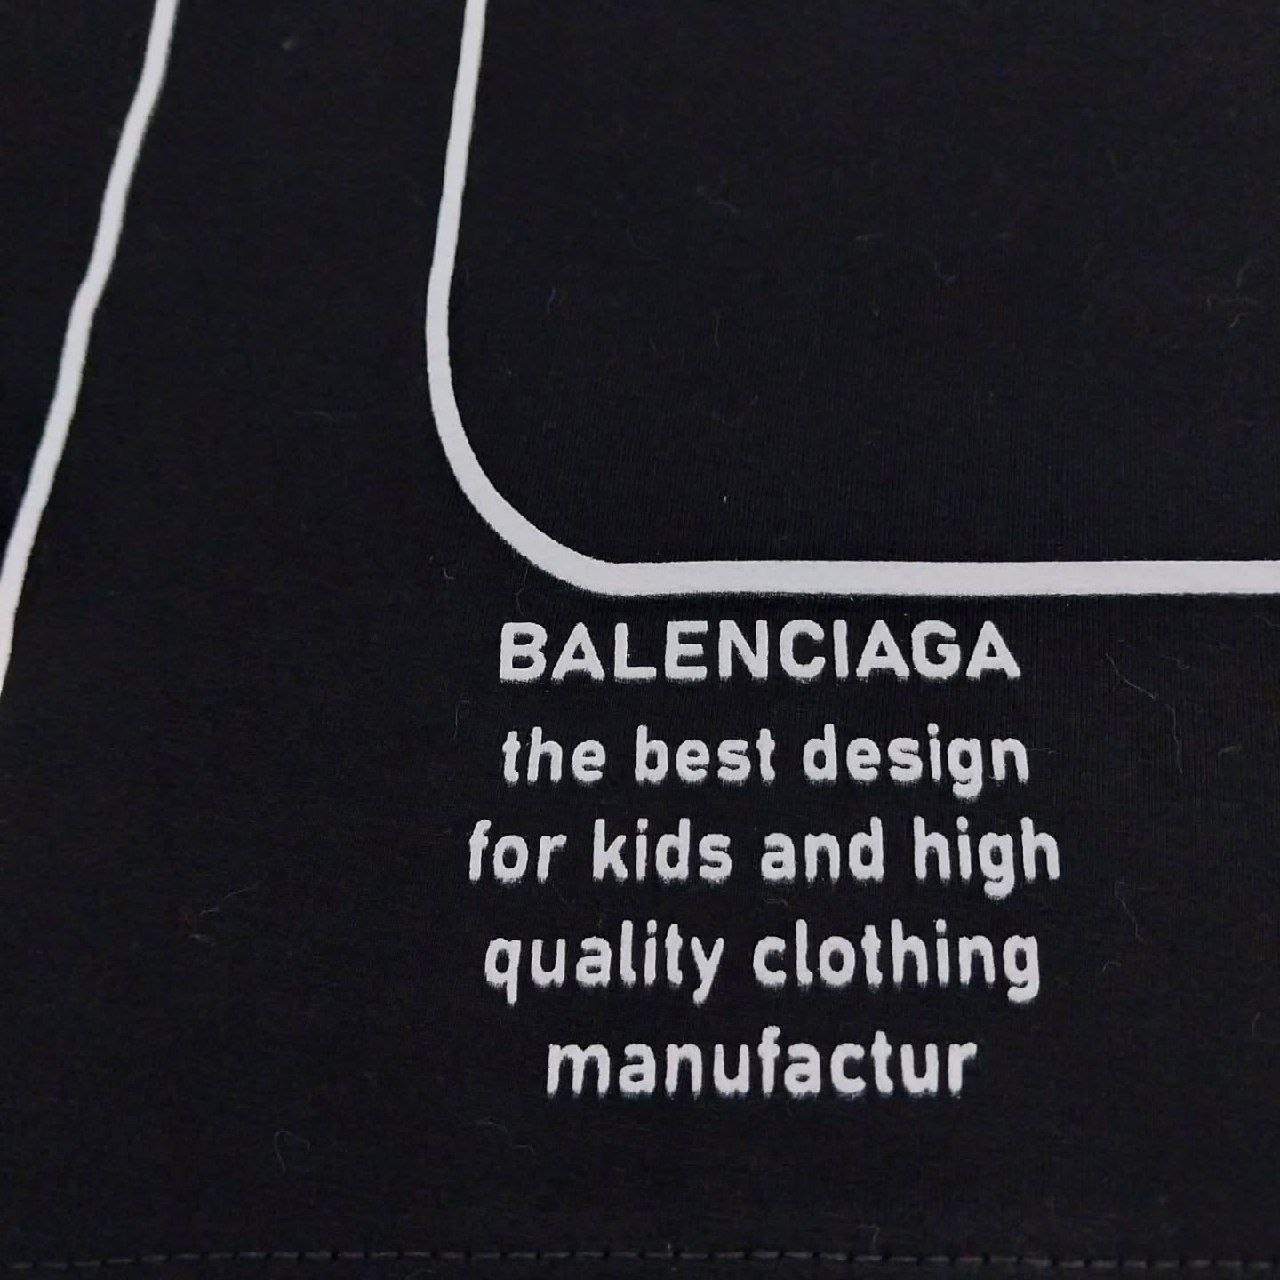 BALENCIAGA
the best design
for kids and high
quality clothing
manufactur